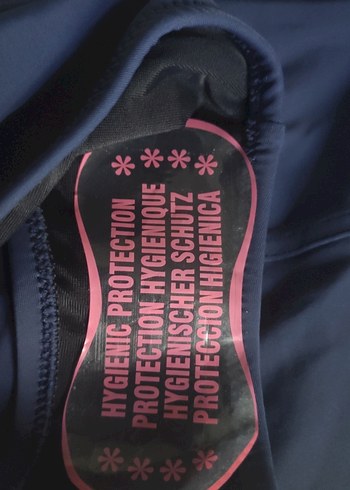 HYGIENIC PROTECTION
PROTECTION HYGIENIQUE
HYGIENISCHER SCHUTZ
PROTECCION HIGIENICA